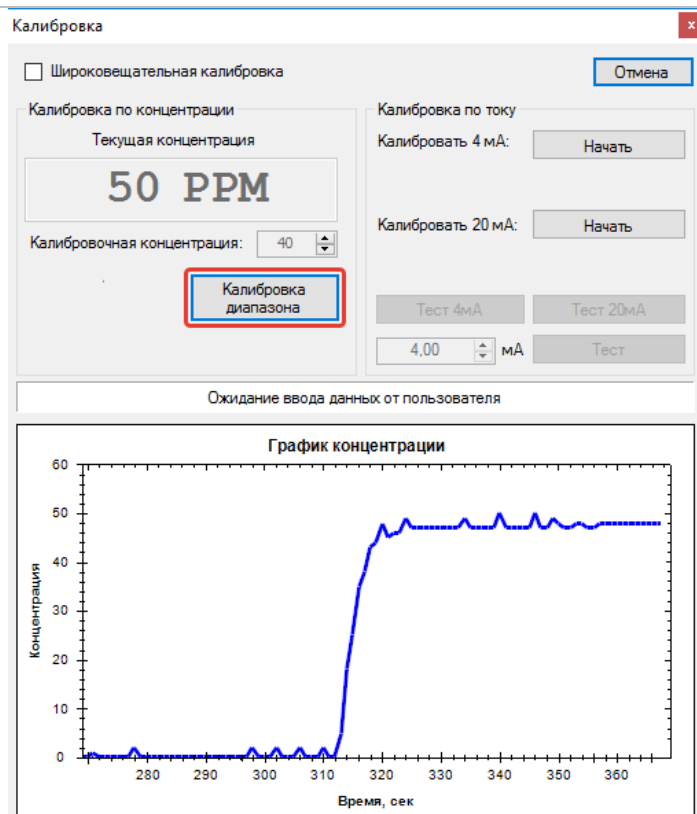 Калибровка
x
Широковещательная калибровка
Отмена
Калибровка по концентрации
Текущая концентрация
50 PPM
Калибровочная концентрация: 40
Калибровка
диапазона
Калибровка по току
Калибровать 4 мА: Начать
Калибровать 20 мА: Начать
Тест 4мА Тест 20мА
4,00 мА Тест
Ожидание ввода данных от пользователя
График концентрации
Концентрация
60
50
40
30
20
10
0
280 290 300 310 320 330 340 350 360
Время, сек